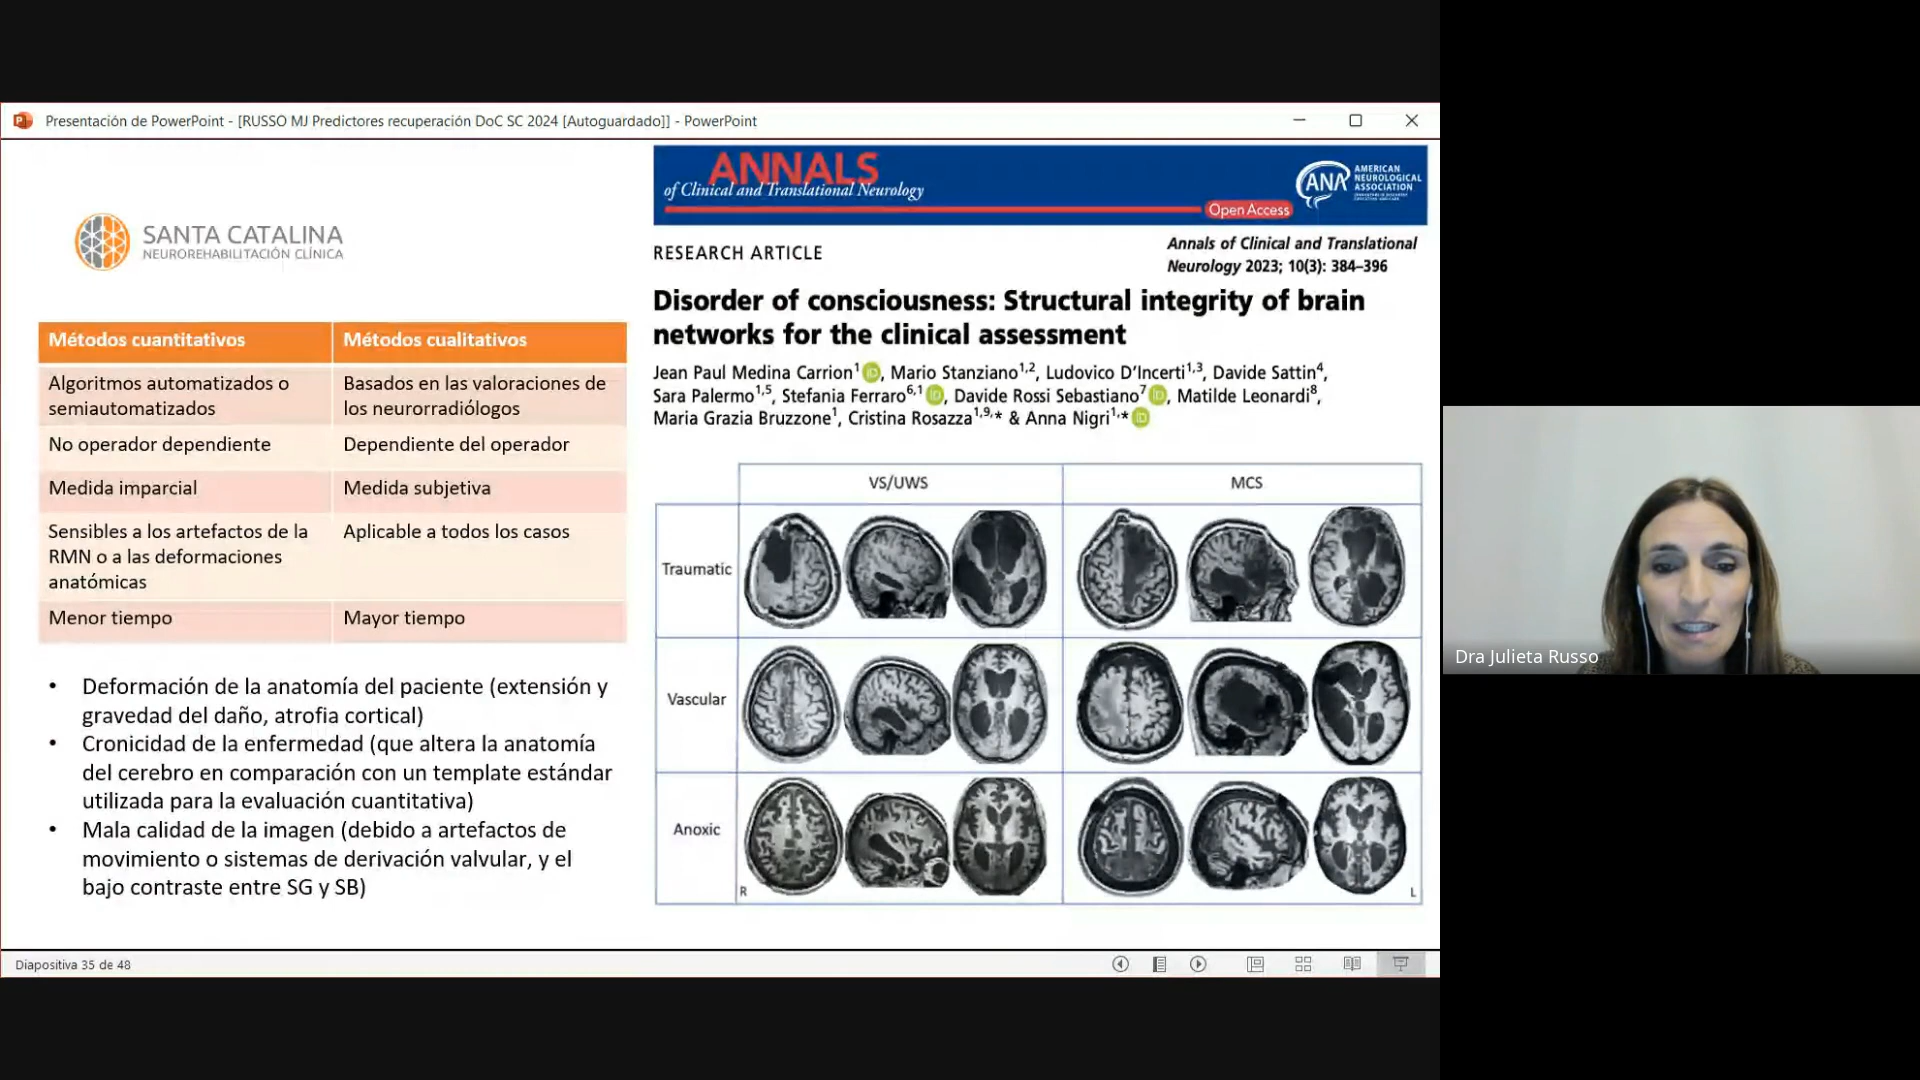 Presentación de PowerPoint - [RUSSO MJ Predictores recuperación DoC SC 2024 [Autoguardado]] - PowerPoint
SANTA CATALINA
NEUROREHABILITACIÓN CLÍNICA
Métodos cuantitativos
Métodos cualitativos
Algoritmos automatizados o
semiautomatizados
Basados en las valoraciones de
los neurorradiólogos
No operador dependiente
Dependiente del operador
Medida imparcial
Medida subjetiva
Sensibles a los artefactos de la
RMN o a las deformaciones
anatómicas
Aplicable a todos los casos
Menor tiempo
Mayor tiempo
• Deformación de la anatomía del paciente (extensión y
gravedad del daño, atrofia cortical)
• Cronicidad de la enfermedad (que altera la anatomía
del cerebro en comparación con un template estándar
utilizada para la evaluación cuantitativa)
• Mala calidad de la imagen (debido a artefactos de
movimiento o sistemas de derivación valvular, y el
bajo contraste entre SG y SB)
ANNALS
of Clinical and Translational Neurology
Open Access
ANA
AMERICAN
NEUROLOGICAL
ASSOCIATION
RESEARCH ARTICLE
Annals of Clinical and Translational
Neurology 2023; 10(3): 384–396
Disorder of consciousness: Structural integrity of brain
networks for the clinical assessment
Jean Paul Medina Carrion1 iD, Mario Stanziano1,2, Ludovico D'Incerti1,3, Davide Sattin4,
Sara Palermo1,5, Stefania Ferraro6,1 iD, Davide Rossi Sebastiano7 iD, Matilde Leonardi8,
Maria Grazia Bruzzone1, Cristina Rosazza1,9,* & Anna Nigri1,* iD
VS/UWS
MCS
Traumatic
Vascular
Anoxic
R
L
Diapositiva 35 de 48
Dra Julieta Russo